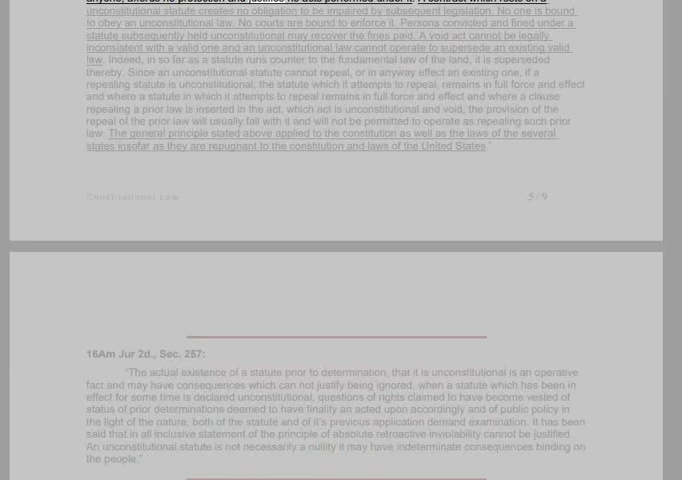 anyone, affords no protection and justifies no acts performed under it. A contract which rests on a
unconstitutional statute creates no obligation to be impaired by subsequent legislation. No one is bound
to obey an unconstitutional law. No courts are bound to enforce it. Persons convicted and fined under a
statute subsequently held unconstitutional may recover the fines paid. A void act cannot be legally
inconsistent with a valid one and an unconstitutional law cannot operate to supersede an existing valid
law. Indeed, in so far as a statute runs counter to the fundamental law of the land, it is superseded
thereby. Since an unconstitutional statute cannot repeal, or in anyway effect an existing one, if a
repealing statute is unconstitutional, the statute which it attempts to repeal, remains in full force and effect
and where a statute in which it attempts to repeal remains in full force and effect and where a clause
repealing a prior law is inserted in the act, which act is unconstitutional and void, the provision of the
repeal of the prior law will usually fall with it and will not be permitted to operate as repealing such prior
law. The general principle stated above applied to the constitution as well as the laws of the several
states insofar as they are repugnant to the constitution and laws of the United States."
Constitutional Law 5 / 9
16Am Jur 2d., Sec. 257:
"The actual existence of a statute prior to determination, that it is unconstitutional is an operative
fact and may have consequences which can not justify being ignored, when a statute which has been in
effect for some time is declared unconstitutional, questions of rights claimed to have become vested of
status of prior determinations deemed to have finality an acted upon accordingly and of public policy in
the light of the nature, both of the statute and of it's previous application demand examination. It has been
said that in all inclusive statement of the principle of absolute retroactive inviolability cannot be justified.
An unconstitutional statute is not necessarily a nullity it may have indeterminate consequences binding on
the people."